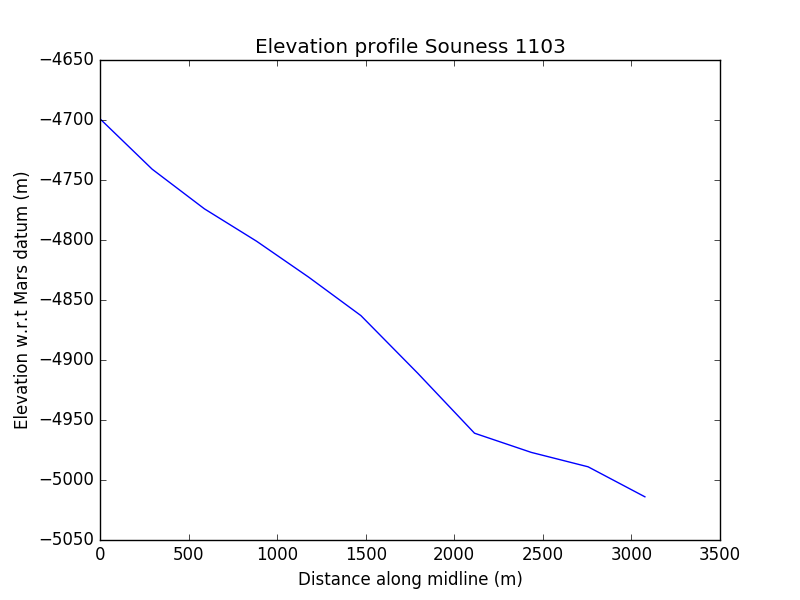 Elevation profile Souness 1103
−4650
−4700
−4750
−4800
−4850
−4900
−4950
−5000
−5050
Elevation w.r.t Mars datum (m)
0 500 1000 1500 2000 2500 3000 3500
Distance along midline (m)